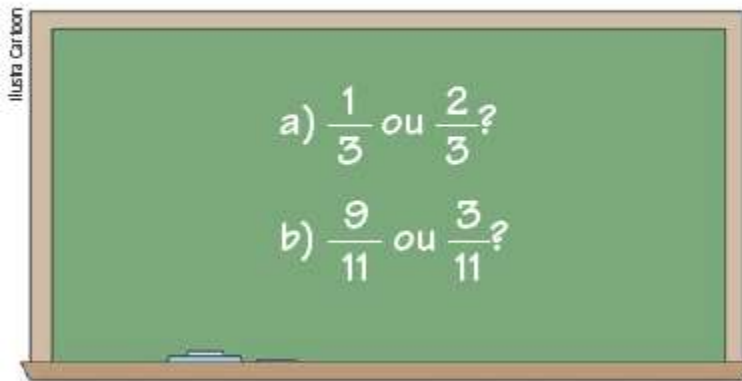 Ilustra Cartoon
a) 1/3 ou 2/3?
b) 9/11 ou 3/11?